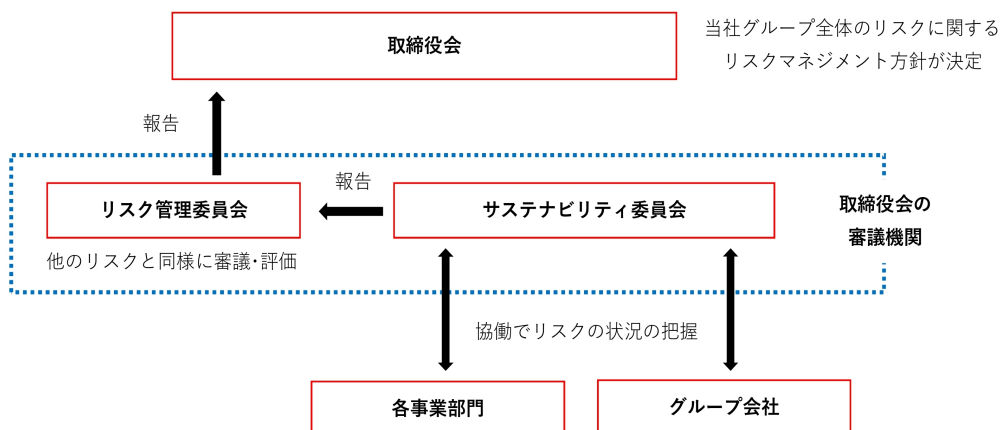 取締役会
当社グループ全体のリスクに関する
リスクマネジメント方針が決定
報告
報告
リスク管理委員会
サステナビリティ委員会
取締役会の
審議機関
他のリスクと同様に審議・評価
協働でリスクの状況の把握
各事業部門
グループ会社